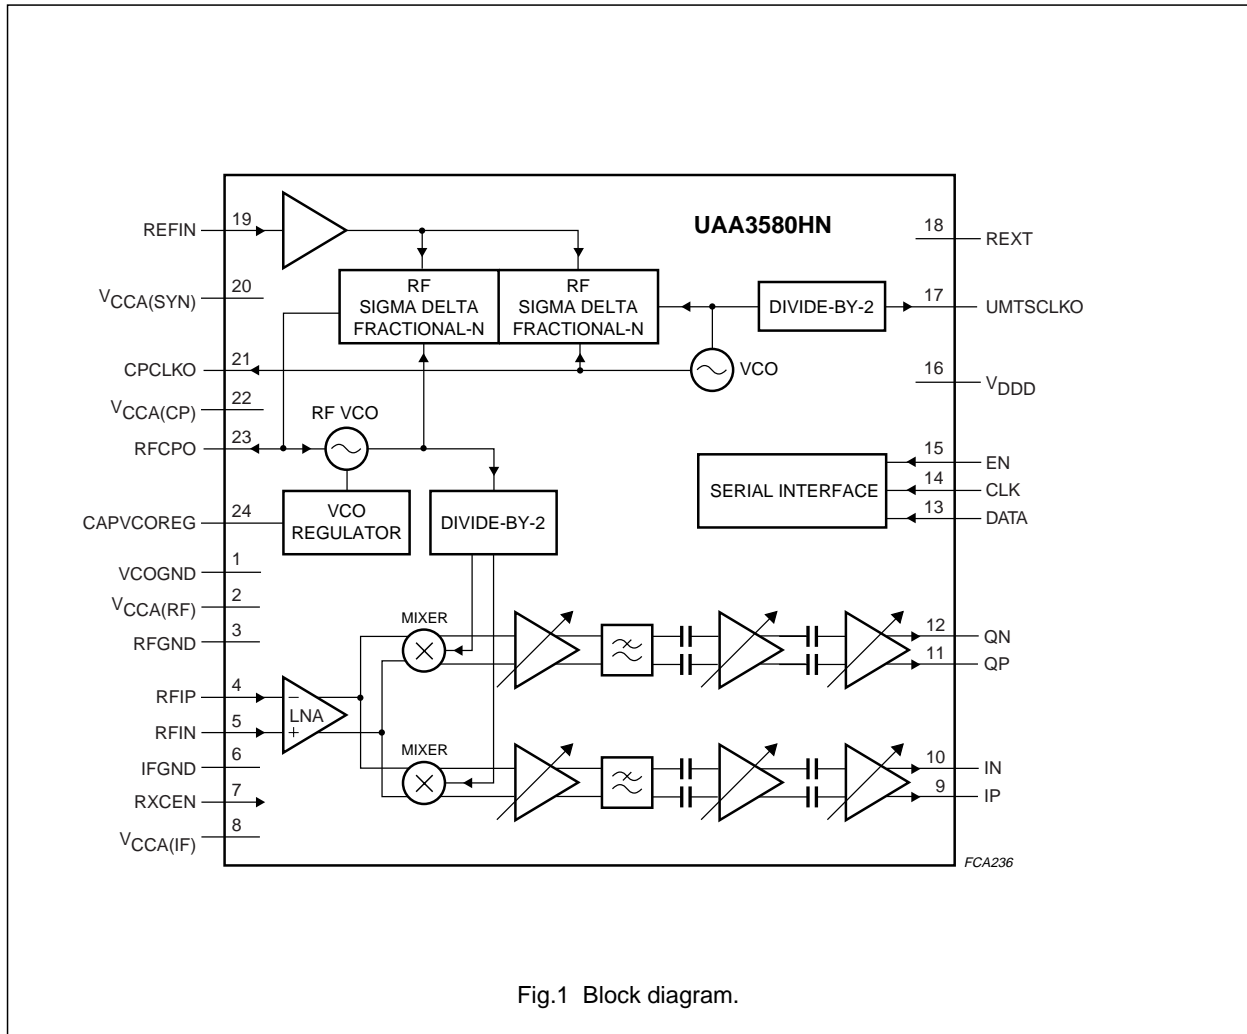 UAA3580HN
REFIN 19
VCCA(SYN) 20
CPCLKO 21
VCCA(CP) 22
RFCPO 23
CAPVCOREG 24
VCOGND 1
VCCA(RF) 2
RFGND 3
RFIP 4
RFIN 5
IFGND 6
RXCEN 7
VCCA(IF) 8
RF
SIGMA DELTA
FRACTIONAL-N
RF
SIGMA DELTA
FRACTIONAL-N
DIVIDE-BY-2
VCO
RF VCO
VCO
REGULATOR
DIVIDE-BY-2
SERIAL INTERFACE
MIXER
−
LNA
+
MIXER
18 REXT
17 UMTSCLKO
16 VDDD
15 EN
14 CLK
13 DATA
12 QN
11 QP
10 IN
9 IP
FCA236
Fig.1 Block diagram.